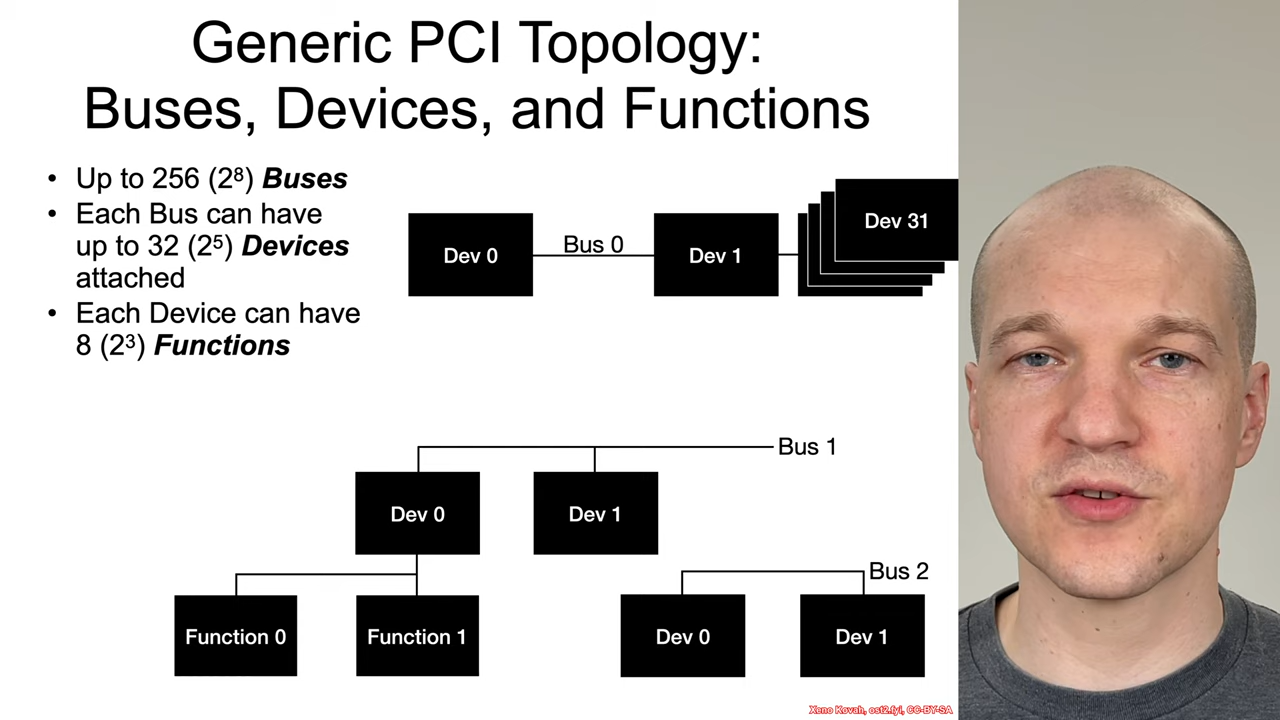 Generic PCI Topology:
Buses, Devices, and Functions
• Up to 256 (2⁸) Buses
• Each Bus can have
up to 32 (2⁵) Devices
attached
• Each Device can have
8 (2³) Functions
Dev 0
Bus 0
Dev 1
Dev 31
Bus 1
Dev 0
Dev 1
Bus 2
Function 0
Function 1
Dev 0
Dev 1
Xeno Kovah, ost2.fyi, CC-BY-SA